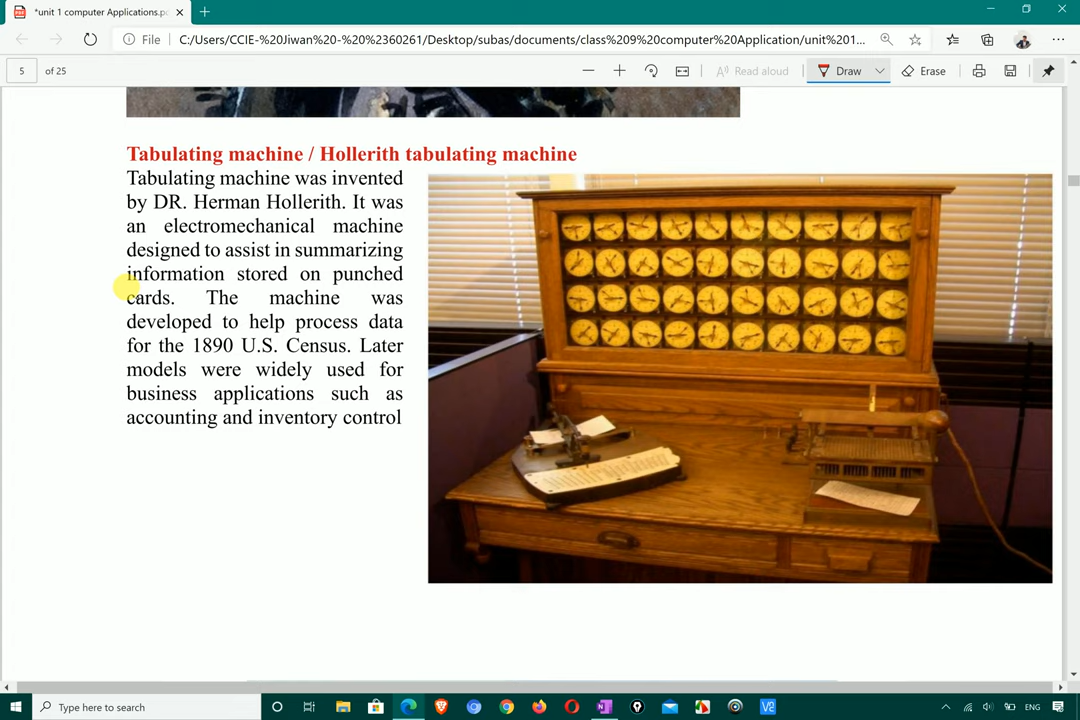 *unit 1 computer Applications.p
File
C:/Users/CCIE-%20Jiwan%20-%20%2360261/Desktop/subas/documents/class%209%20computer%20Application/unit%201...
5
of 25
Read aloud
Draw
Erase
Tabulating machine / Hollerith tabulating machine
Tabulating machine was invented
by DR. Herman Hollerith. It was
an electromechanical machine
designed to assist in summarizing
information stored on punched
cards. The machine was
developed to help process data
for the 1890 U.S. Census. Later
models were widely used for
business applications such as
accounting and inventory control
Type here to search
ENG